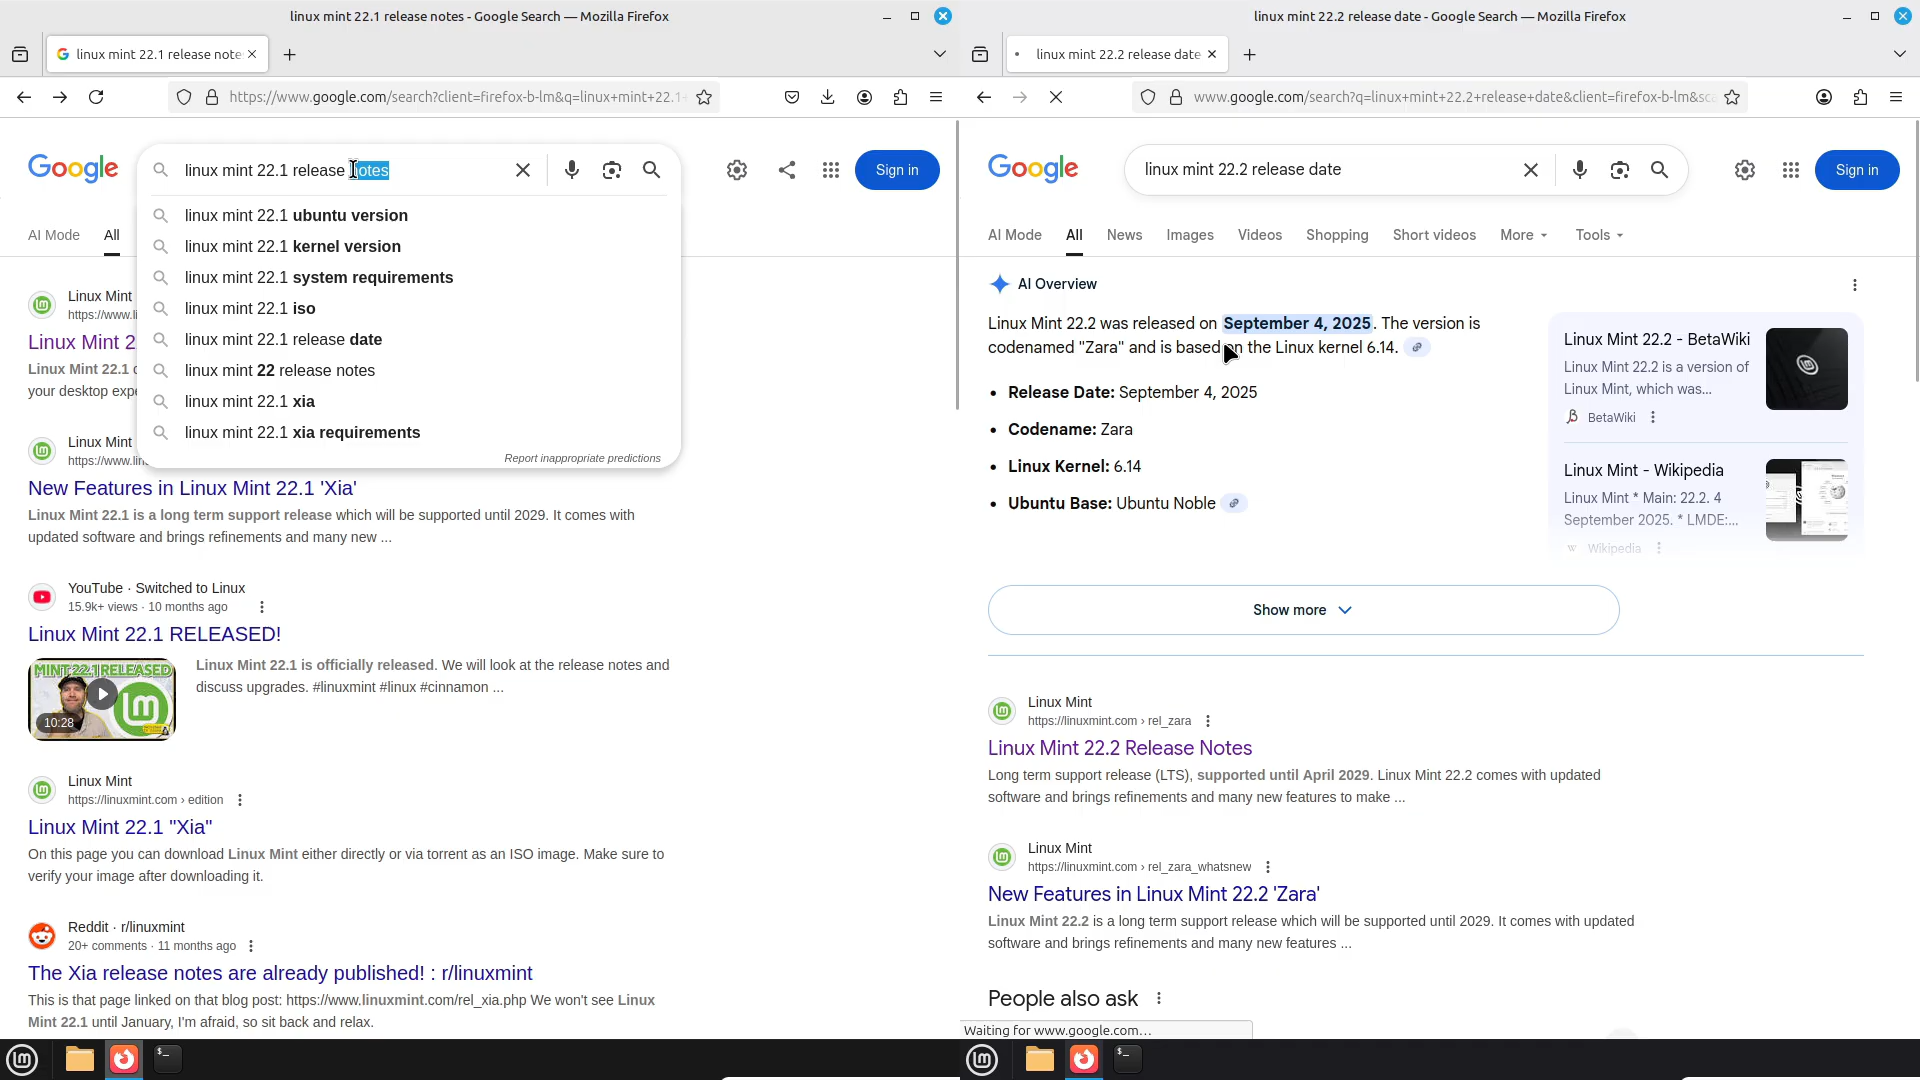 linux mint 22.1 release notes - Google Search — Mozilla Firefox
linux mint 22.1 release note
https://www.google.com/search?client=firefox-b-lm&q=linux+mint+22.1
Google
linux mint 22.1 release notes
Sign in
linux mint 22.1 ubuntu version
linux mint 22.1 kernel version
linux mint 22.1 system requirements
linux mint 22.1 iso
linux mint 22.1 release date
linux mint 22 release notes
linux mint 22.1 xia
linux mint 22.1 xia requirements
Report inappropriate predictions
AI Mode
All
Linux Mint
https://www.li
Linux Mint 2
Linux Mint 22.1
your desktop exp
Linux Mint
https://www.lin
New Features in Linux Mint 22.1 'Xia'
Linux Mint 22.1 is a long term support release which will be supported until 2029. It comes with
updated software and brings refinements and many new ...
YouTube · Switched to Linux
15.9k+ views · 10 months ago
Linux Mint 22.1 RELEASED!
MINT 22.1 RELEASED
10:28
Linux Mint 22.1 is officially released. We will look at the release notes and
discuss upgrades. #linuxmint #linux #cinnamon ...
Linux Mint
https://linuxmint.com › edition
Linux Mint 22.1 "Xia"
On this page you can download Linux Mint either directly or via torrent as an ISO image. Make sure to
verify your image after downloading it.
Reddit · r/linuxmint
20+ comments · 11 months ago
The Xia release notes are already published! : r/linuxmint
This is that page linked on that blog post: https://www.linuxmint.com/rel_xia.php We won't see Linux
Mint 22.1 until January, I'm afraid, so sit back and relax.
linux mint 22.2 release date - Google Search — Mozilla Firefox
linux mint 22.2 release date
www.google.com/search?q=linux+mint+22.2+release+date&client=firefox-b-lm&sc
Google
linux mint 22.2 release date
Sign in
AI Mode
All
News
Images
Videos
Shopping
Short videos
More
Tools
AI Overview
Linux Mint 22.2 was released on September 4, 2025. The version is
codenamed "Zara" and is based on the Linux kernel 6.14.
Release Date: September 4, 2025
Codename: Zara
Linux Kernel: 6.14
Ubuntu Base: Ubuntu Noble
Linux Mint 22.2 - BetaWiki
Linux Mint 22.2 is a version of
Linux Mint, which was...
BetaWiki
Linux Mint - Wikipedia
Linux Mint * Main: 22.2. 4
September 2025. * LMDE:...
Wikipedia
Show more
Linux Mint
https://linuxmint.com › rel_zara
Linux Mint 22.2 Release Notes
Long term support release (LTS), supported until April 2029. Linux Mint 22.2 comes with updated
software and brings refinements and many new features to make ...
Linux Mint
https://linuxmint.com › rel_zara_whatsnew
New Features in Linux Mint 22.2 'Zara'
Linux Mint 22.2 is a long term support release which will be supported until 2029. It comes with updated
software and brings refinements and many new features ...
People also ask
Waiting for www.google.com…